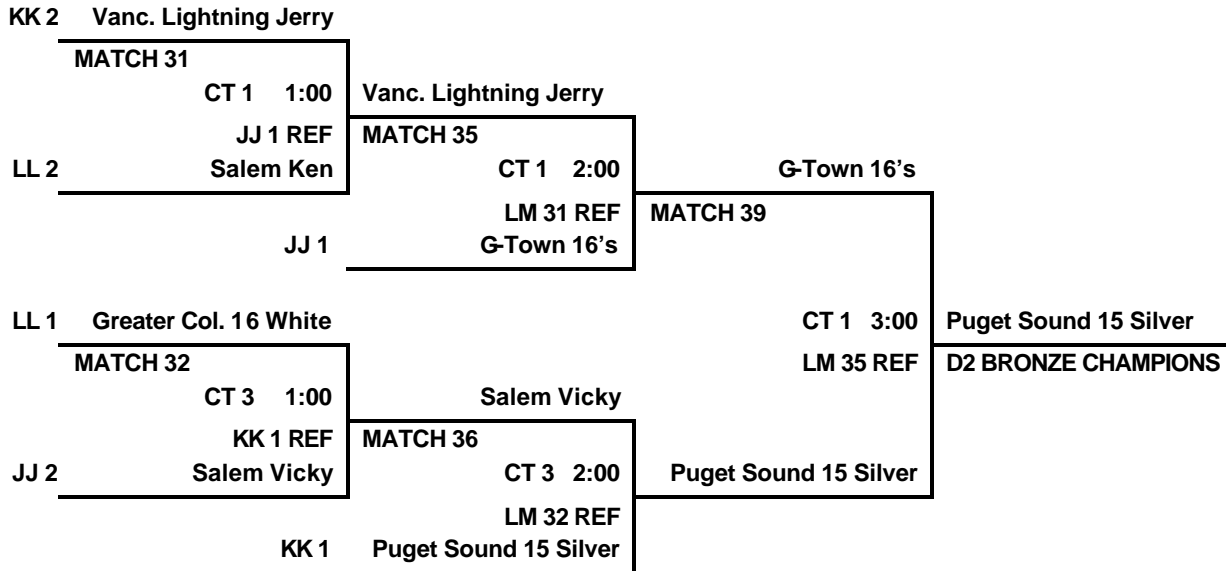 KK 2 Vanc. Lightning Jerry
MATCH 31
CT 1 1:00 Vanc. Lightning Jerry
JJ 1 REF MATCH 35
LL 2 Salem Ken CT 1 2:00 G-Town 16's
LM 31 REF MATCH 39
JJ 1 G-Town 16's
LL 1 Greater Col. 16 White CT 1 3:00 Puget Sound 15 Silver
MATCH 32 LM 35 REF D2 BRONZE CHAMPIONS
CT 3 1:00 Salem Vicky
KK 1 REF MATCH 36
JJ 2 Salem Vicky CT 3 2:00 Puget Sound 15 Silver
LM 32 REF
KK 1 Puget Sound 15 Silver